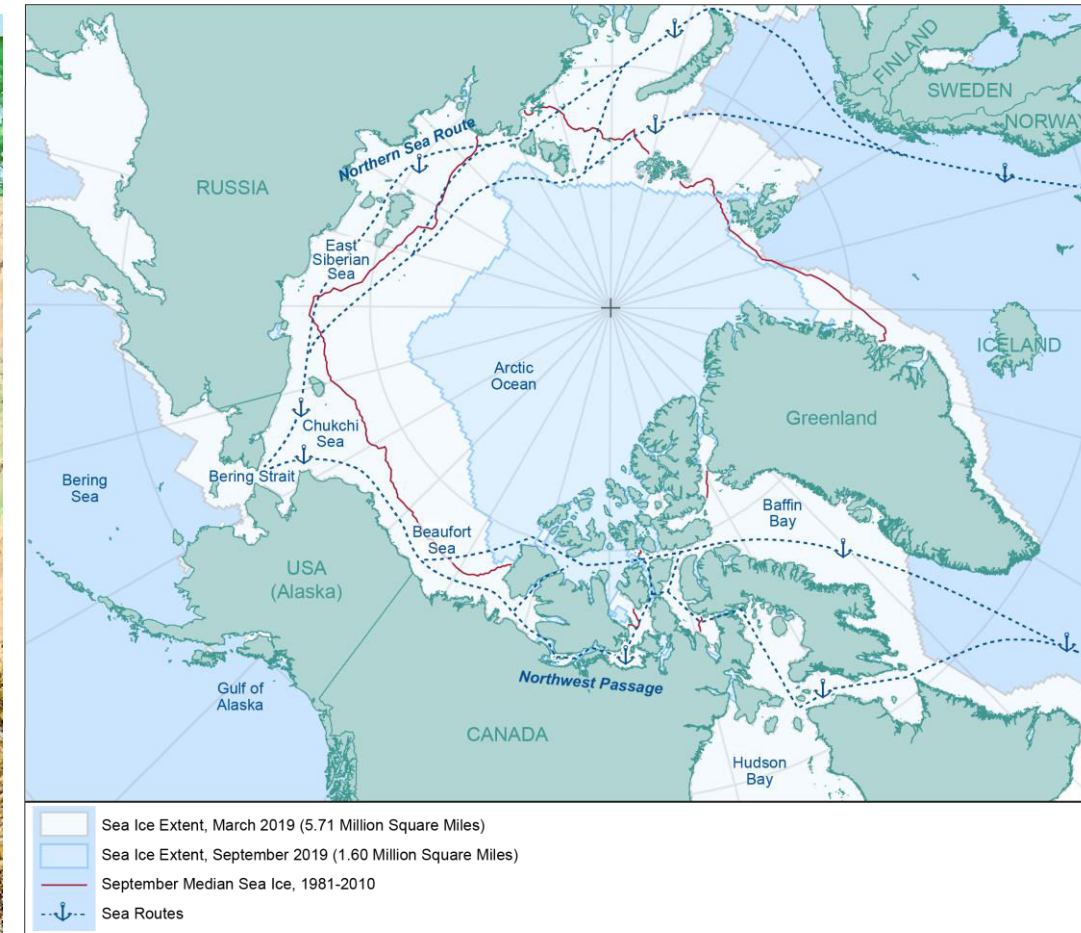 FINLAND
SWEDEN
NORWA
Northern Sea Route
RUSSIA
East
Siberian
Sea
ICELAND
Arctic
Ocean
Greenland
Chukchi
Sea
Bering Strait
Bering
Sea
Baffin
Bay
Beaufort
Sea
USA
(Alaska)
Northwest Passage
Gulf of
Alaska
CANADA
Hudson
Bay
Sea Ice Extent, March 2019 (5.71 Million Square Miles)
Sea Ice Extent, September 2019 (1.60 Million Square Miles)
September Median Sea Ice, 1981-2010
Sea Routes